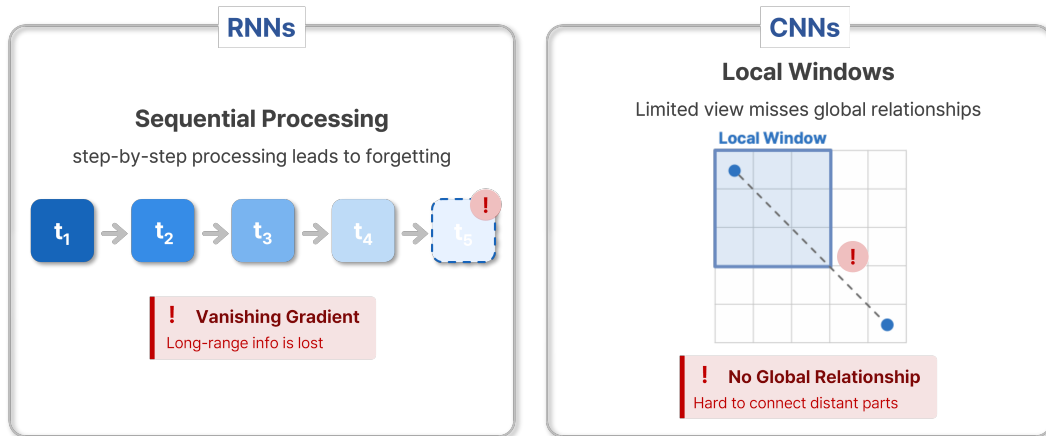 RNNs
Sequential Processing
step-by-step processing leads to forgetting
t₁
t₂
t₃
t₄
t₅
!
! Vanishing Gradient
Long-range info is lost
CNNs
Local Windows
Limited view misses global relationships
Local Window
!
! No Global Relationship
Hard to connect distant parts